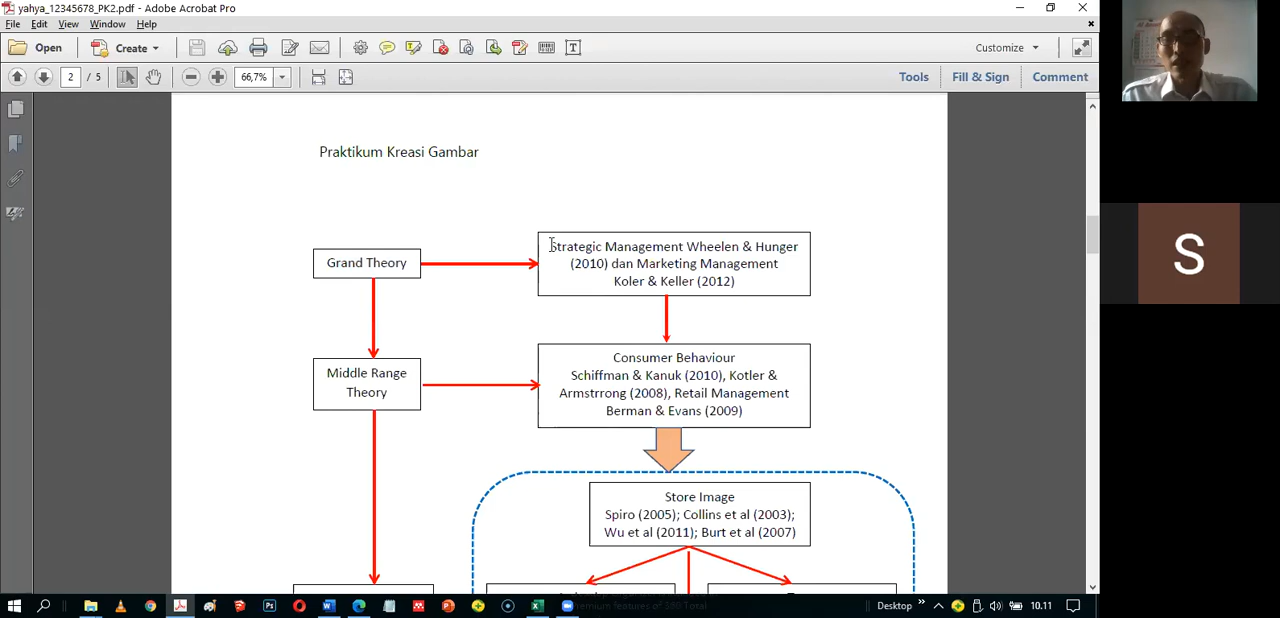 yahya_12345678_PK2.pdf - Adobe Acrobat Pro
File Edit View Window Help
Open Create Customize
2 / 5 66,7% Tools Fill & Sign Comment
Praktikum Kreasi Gambar
Grand Theory
Strategic Management Wheelen & Hunger
(2010) dan Marketing Management
Koler & Keller (2012)
Middle Range
Theory
Consumer Behaviour
Schiffman & Kanuk (2010), Kotler &
Armstrrong (2008), Retail Management
Berman & Evans (2009)
Store Image
Spiro (2005); Collins et al (2003);
Wu et al (2011); Burt et al (2007)
S
Desktop 10.11